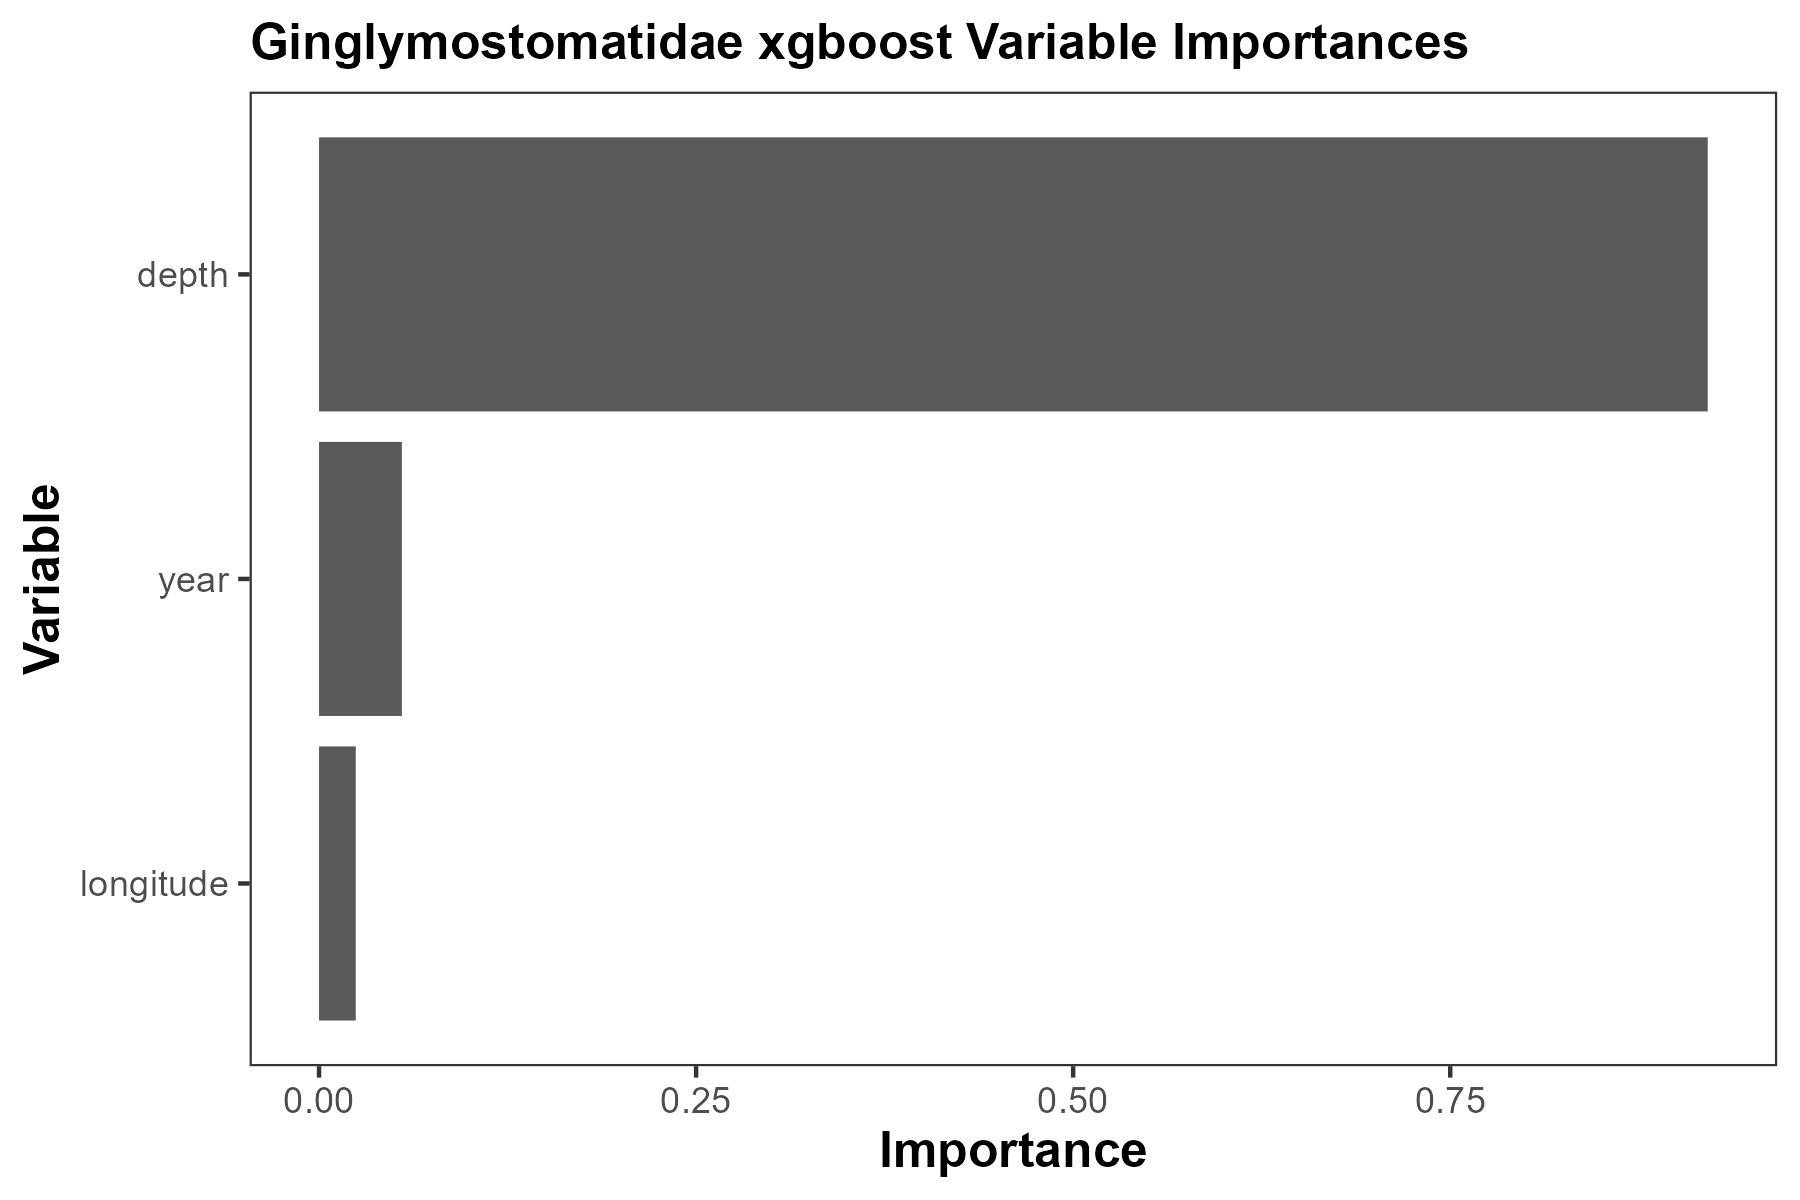 Ginglymostomatidae xgboost Variable Importances
Variable
depth
year
longitude
0.00 0.25 0.50 0.75
Importance